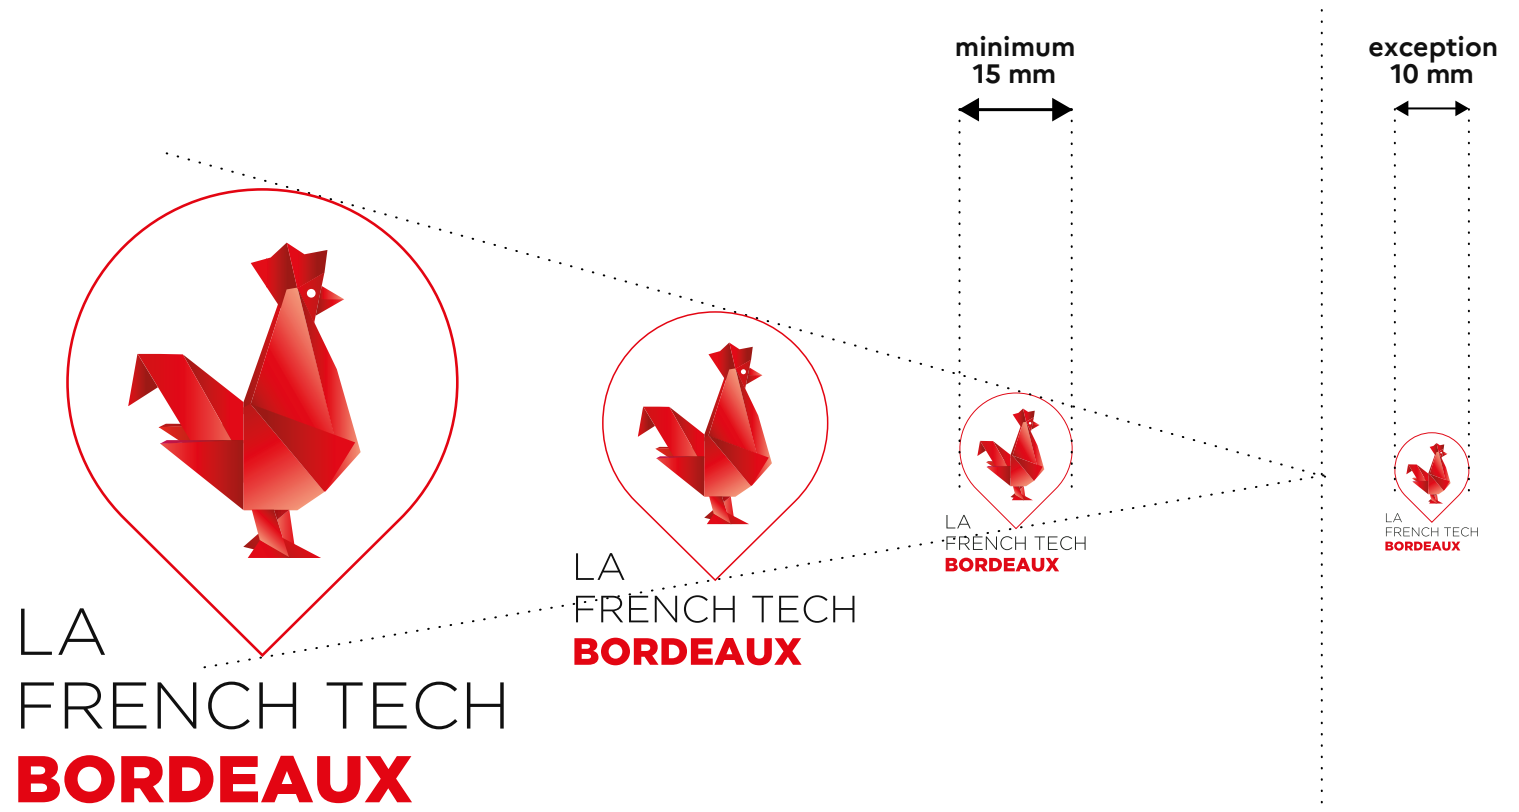 minimum
15 mm
exception
10 mm
LA
FRENCH TECH
BORDEAUX
LA
FRENCH TECH
BORDEAUX
LA
FRENCH TECH
BORDEAUX
LA
FRENCH TECH
BORDEAUX